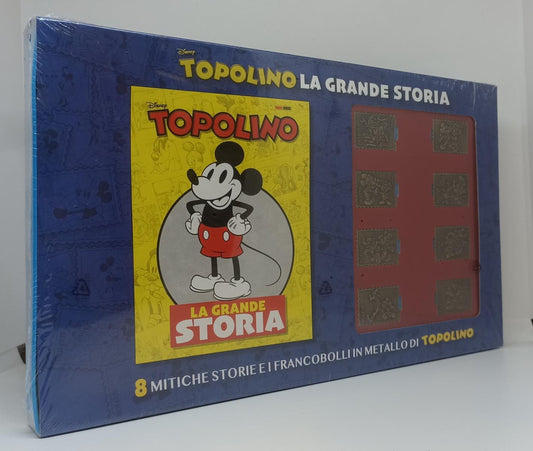 Disney
TOPOLINO LA GRANDE STORIA
Disney
TOPOLINO
LA GRANDE
STORIA
8 MITICHE STORIE E I FRANCOBOLLI IN METALLO DI TOPOLINO